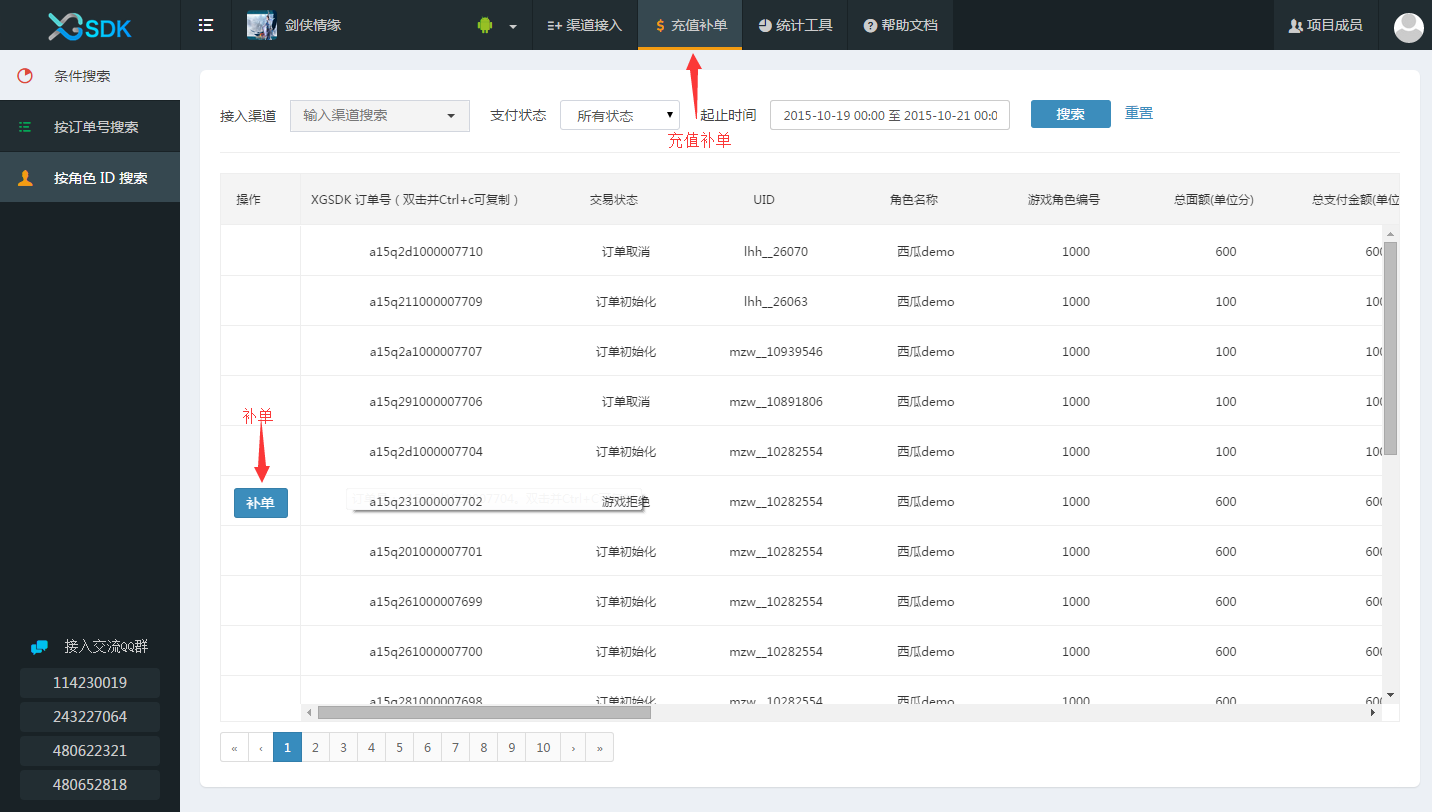 XGSDK
剑侠情缘
渠道接入
充值补单
统计工具
帮助文档
项目成员
条件搜索
按订单号搜索
按角色 ID 搜索
接入渠道 输入渠道搜索 支付状态 所有状态 起止时间 2015-10-19 00:00 至 2015-10-21 00:0 搜索 重置
充值补单
操作 XGSDK 订单号 ( 双击并Ctrl+c可复制 ) 交易状态 UID 角色名称 游戏角色编号 总面额(单位分) 总支付金额(单位
a15q2d1000007710 订单取消 lhh__26070 西瓜demo 1000 600 600
a15q211000007709 订单初始化 lhh__26063 西瓜demo 1000 100 100
a15q2a1000007707 订单初始化 mzw__10939546 西瓜demo 1000 100 100
a15q291000007706 订单取消 mzw__10891806 西瓜demo 1000 100 100
补单
a15q2d1000007704 订单初始化 mzw__10282554 西瓜demo 1000 100 100
补单 a15q231000007702 游戏拒绝 mzw__10282554 西瓜demo 1000 600 600
a15q201000007701 订单初始化 mzw__10282554 西瓜demo 1000 600 600
a15q261000007699 订单初始化 mzw__10282554 西瓜demo 1000 600 600
a15q261000007700 订单初始化 mzw__10282554 西瓜demo 1000 600 600
a15q281000007698 订单初始化 mzw__10282554 西瓜demo 1000 600
接入交流QQ群
114230019
243227064
480622321
480652818
« ‹ 1 2 3 4 5 6 7 8 9 10 › »